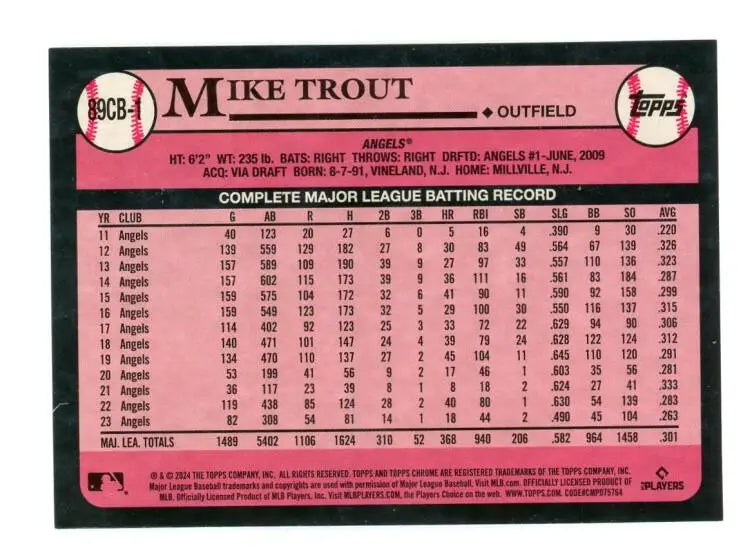 89CB-1
MIKE TROUT
◆ OUTFIELD
TOPPS
ANGELS®
HT: 6'2" WT: 235 lb. BATS: RIGHT THROWS: RIGHT DRFTD: ANGELS #1-JUNE, 2009
ACQ: VIA DRAFT BORN: 8-7-91, VINELAND, N.J. HOME: MILLVILLE, N.J.
COMPLETE MAJOR LEAGUE BATTING RECORD
YR CLUB G AB R H 2B 3B HR RBI SB SLG BB SO AVG
11 Angels 40 123 20 27 6 0 5 16 4 .390 9 30 .220
12 Angels 139 559 129 182 27 8 30 83 49 .564 67 139 .326
13 Angels 157 589 109 190 39 9 27 97 33 .557 110 136 .323
14 Angels 157 602 115 173 39 9 36 111 16 .561 83 184 .287
15 Angels 159 575 104 172 32 6 41 90 11 .590 92 158 .299
16 Angels 159 549 123 173 32 5 29 100 30 .550 116 137 .315
17 Angels 114 402 92 123 25 3 33 72 22 .629 94 90 .306
18 Angels 140 471 101 147 24 4 39 79 24 .628 122 124 .312
19 Angels 134 470 110 137 27 2 45 104 11 .645 110 120 .291
20 Angels 53 199 41 56 9 2 17 46 1 .603 35 56 .281
21 Angels 36 117 23 39 8 1 8 18 2 .624 27 41 .333
22 Angels 119 438 85 124 28 2 40 80 1 .630 54 139 .283
23 Angels 82 308 54 81 14 1 18 44 2 .490 45 104 .263
MAJ. LEA. TOTALS 1489 5402 1106 1624 310 52 368 940 206 .582 964 1458 .301
® & © 2024 THE TOPPS COMPANY, INC. ALL RIGHTS RESERVED. TOPPS AND TOPPS CHROME ARE REGISTERED TRADEMARKS OF THE TOPPS COMPANY, INC.
Major League Baseball trademarks and copyrights are used with permission of Major League Baseball. Visit MLB.com. OFFICIALLY LICENSED PRODUCT OF
MLB. Officially Licensed Product of MLB Players, Inc. Visit MLBPLAYERS.com, the Players Choice on the web. WWW.TOPPS.COM. CODE#CMP075764
MLB PLAYERS